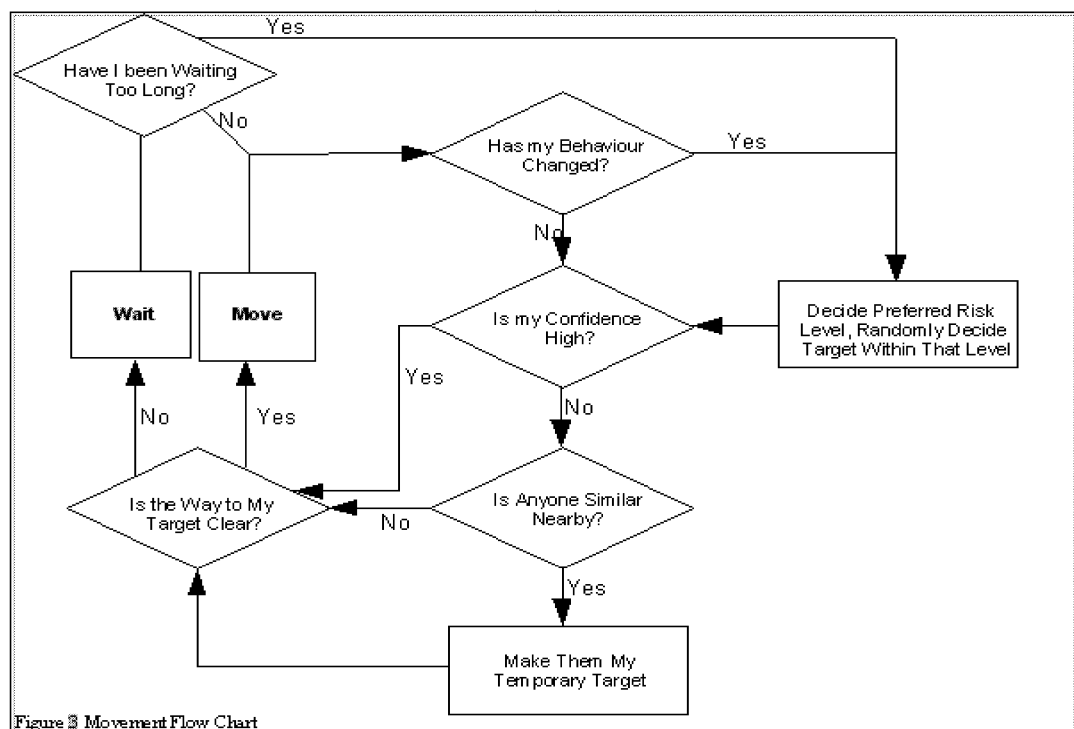 Yes
Have I been Waiting
Too Long?
No
Has my Behaviour
Changed?
Yes
No
Wait
Move
Is my Confidence
High?
Decide Preferred Risk
Level, Randomly Decide
Target Within That Level
Yes
No
No
Yes
Is the Way to My
Target Clear?
No
Is Anyone Similar
Nearby?
Yes
Make Them My
Temporary Target
Figure 3 Movement Flow Chart